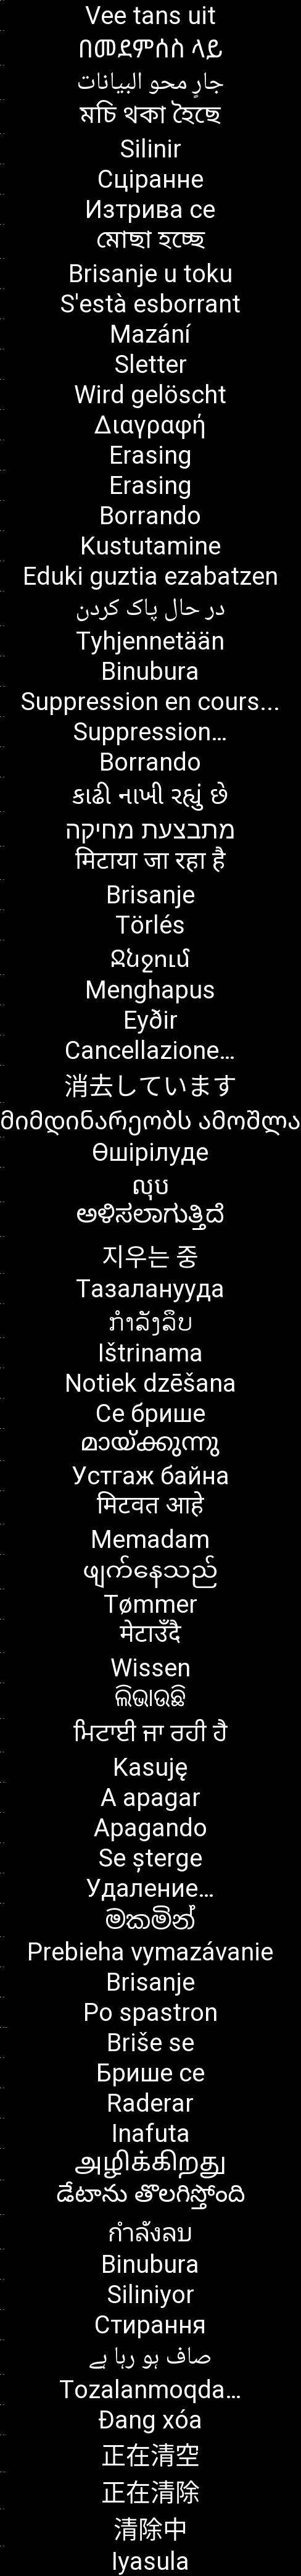 Vee tans uit
በመደምሰስ ላይ
جارٍ محو البيانات
মচি থকা হৈছে
Silinir
Сціранне
Изтрива се
মোছা হচ্ছে
Brisanje u toku
S'està esborrant
Mazání
Sletter
Wird gelöscht
Διαγραφή
Erasing
Erasing
Borrando
Kustutamine
Eduki guztia ezabatzen
در حال پاک کردن
Tyhjennetään
Binubura
Suppression en cours...
Suppression…
Borrando
કાઢી નાખી રહ્યું છે
מתבצעת מחיקה
मिटाया जा रहा है
Brisanje
Törlés
Ջնջում
Menghapus
Eyðir
Cancellazione…
消去しています
მიმდინარეობს ამოშლა
Өшірілуде
លុប
ಅಳಿಸಲಾಗುತ್ತಿದೆ
지우는 중
Тазаланууда
ກຳລັງລຶບ
Ištrinama
Notiek dzēšana
Се брише
മായ്ക്കുന്നു
Устгаж байна
मिटवत आहे
Memadam
ဖျက်နေသည်
Tømmer
मेटाउँदै
Wissen
ଲିଭାଉଛି
ਮਿਟਾਈ ਜਾ ਰਹੀ ਹੈ
Kasuję
A apagar
Apagando
Se șterge
Удаление…
මකමින්
Prebieha vymazávanie
Brisanje
Po spastron
Briše se
Брише се
Raderar
Inafuta
அழிக்கிறது
డేటాను తొలగిస్తోంది
กำลังลบ
Binubura
Siliniyor
Стирання
صاف ہو رہا ہے
Tozalanmoqda…
Đang xóa
正在清空
正在清除
清除中
Iyasula